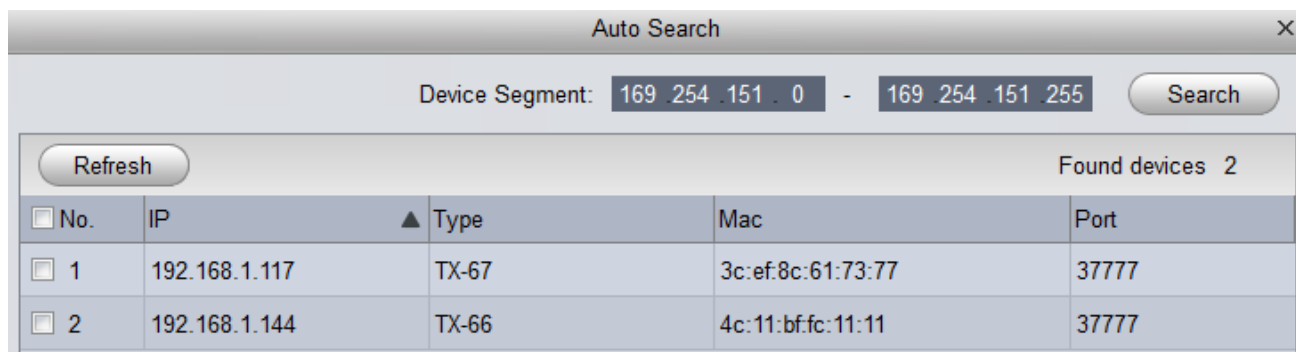 Auto Search
Device Segment: 169 .254 .151 . 0 - 169 .254 .151 .255 Search
Refresh Found devices 2
No. IP Type Mac Port
1 192.168.1.117 TX-67 3c:ef:8c:61:73:77 37777
2 192.168.1.144 TX-66 4c:11:bf:fc:11:11 37777